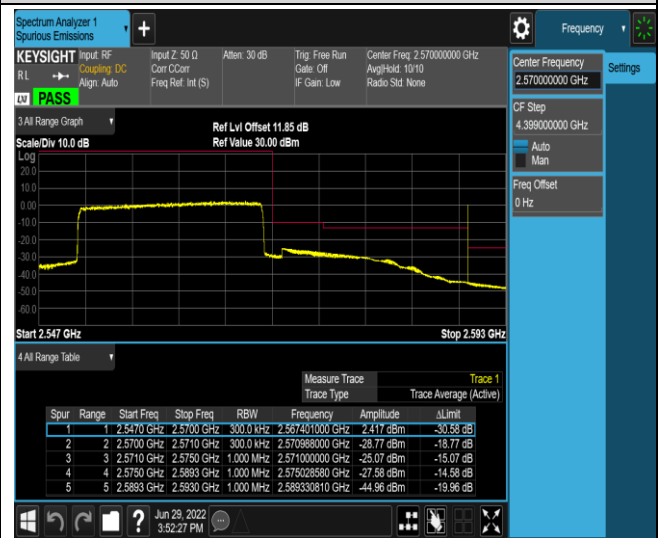 Spectrum Analyzer 1
Spurious Emissions
+
Frequency
KEYSIGHT
RL
Input: RF
Coupling: DC
Align: Auto
Input Z: 50 Ω
Corr CCorr
Freq Ref: Int (S)
Atten: 30 dB
Trig: Free Run
Gate: Off
IF Gain: Low
Center Freq: 2.570000000 GHz
Avg|Hold: 10/10
Radio Std: None
LXI PASS
3 All Range Graph
Scale/Div 10.0 dB
Ref Lvl Offset 11.85 dB
Ref Value 30.00 dBm
Log
20.0
10.0
0.00
-10.0
-20.0
-30.0
-40.0
-50.0
-60.0
Start 2.547 GHz
Stop 2.593 GHz
4 All Range Table
Measure Trace Trace 1
Trace Type Trace Average (Active)
Spur Range Start Freq Stop Freq RBW Frequency Amplitude ΔLimit
1 1 2.5470 GHz 2.5700 GHz 300.0 kHz 2.567401000 GHz 2.417 dBm -30.58 dB
2 2 2.5700 GHz 2.5710 GHz 300.0 kHz 2.570988000 GHz -28.77 dBm -18.77 dB
3 3 2.5710 GHz 2.5750 GHz 1.000 MHz 2.571000000 GHz -25.07 dBm -15.07 dB
4 4 2.5750 GHz 2.5893 GHz 1.000 MHz 2.575028580 GHz -27.58 dBm -14.58 dB
5 5 2.5893 GHz 2.5930 GHz 1.000 MHz 2.589330810 GHz -44.96 dBm -19.96 dB
Jun 29, 2022
3:52:27 PM
?
Center Frequency
2.570000000 GHz
Settings
CF Step
4.399000000 GHz
Auto
Man
Freq Offset
0 Hz